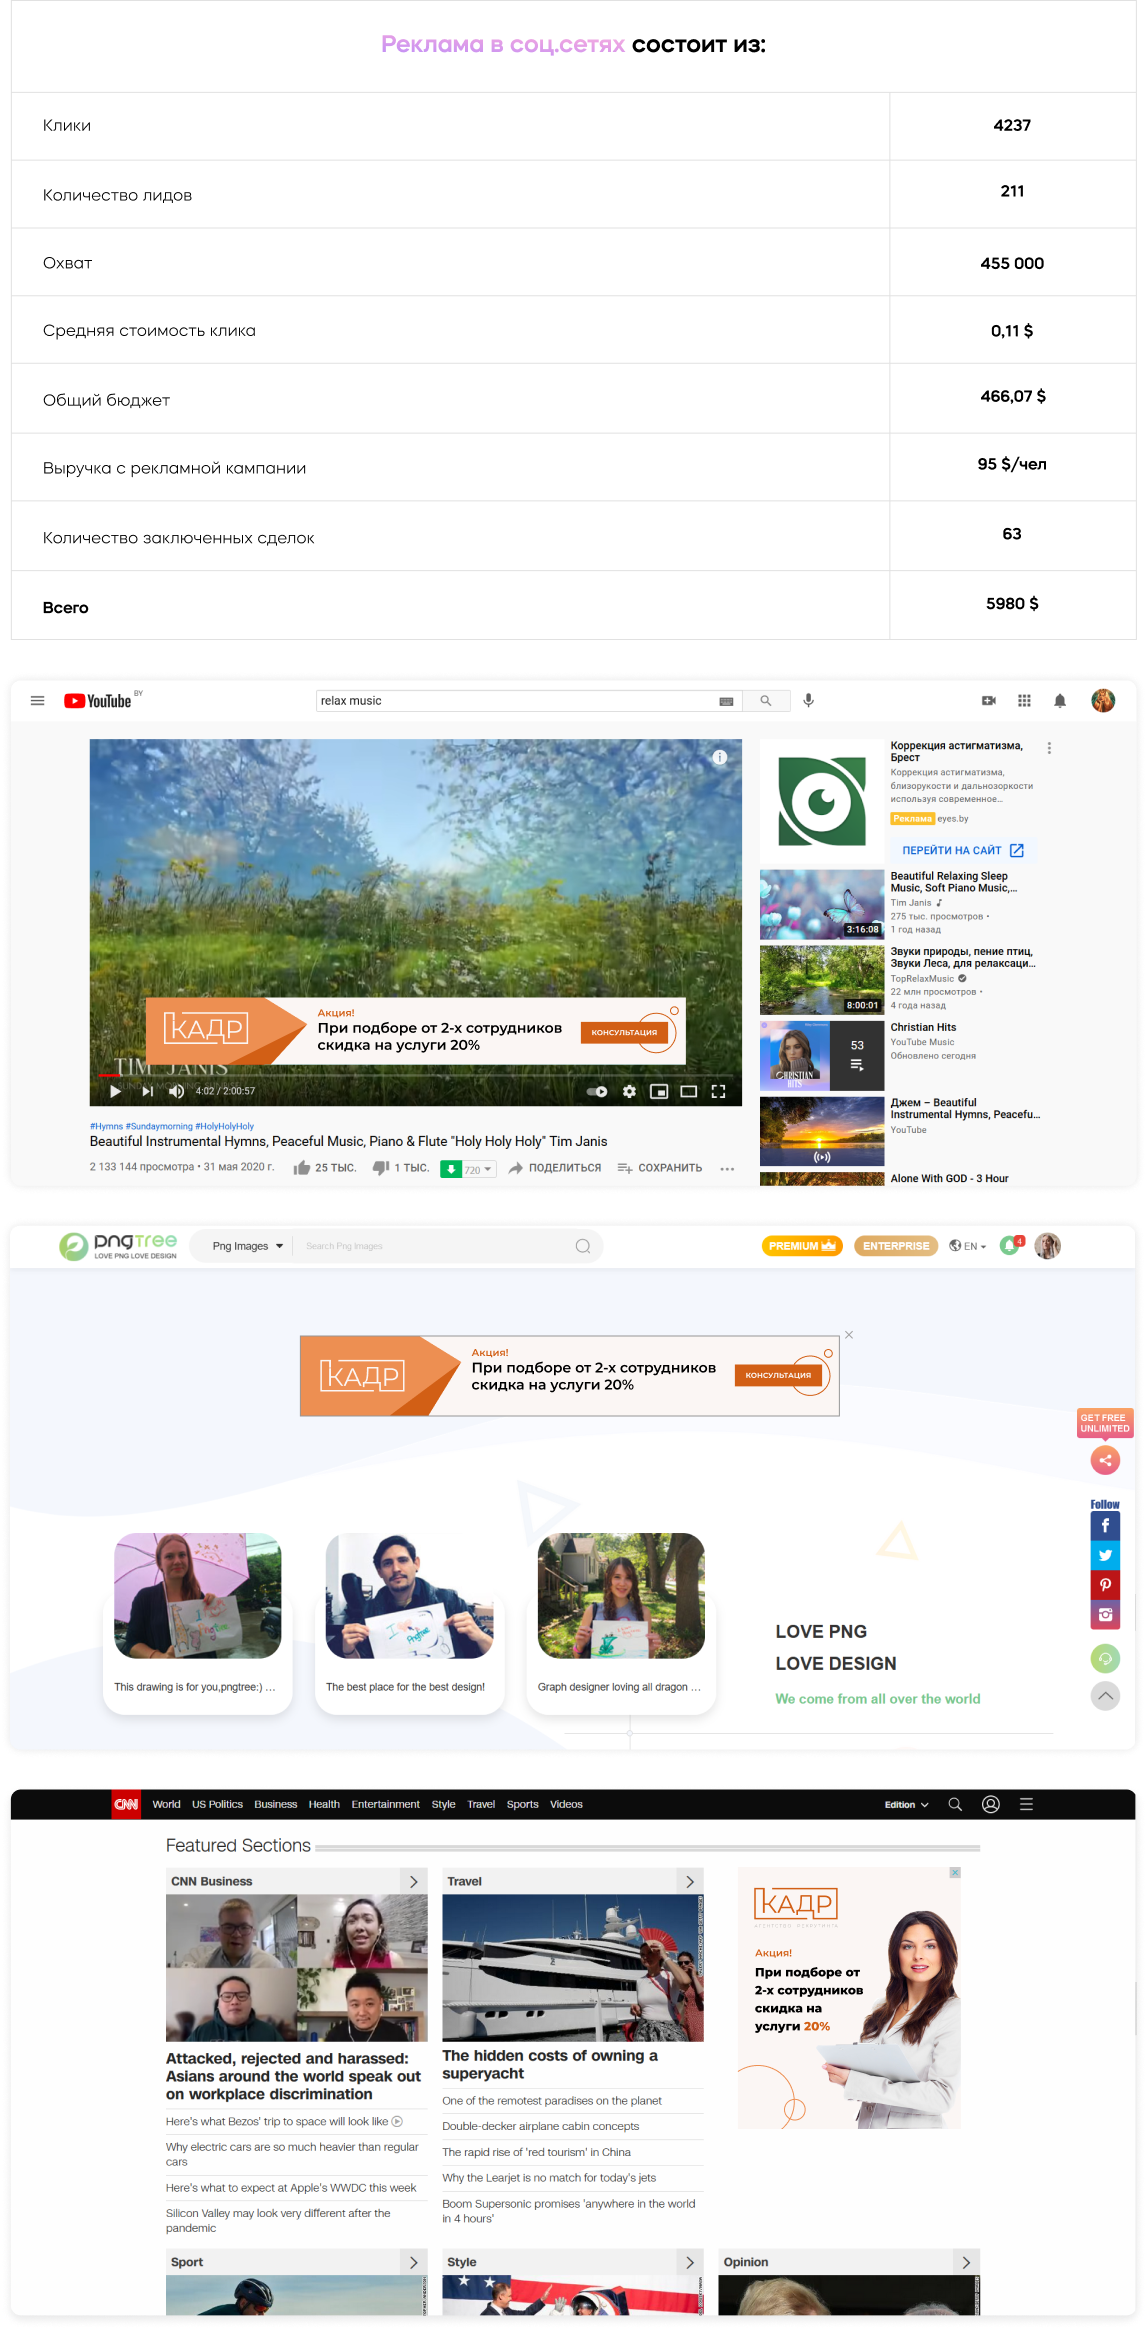 Реклама в соц.сетях состоит из:
Клики
4237
Количество лидов
211
Охват
455 000
Средняя стоимость клика
0,11 $
Общий бюджет
466,07 $
Выручка с рекламной кампании
95 $/чел
Количество заключенных сделок
63
Всего
5980 $
YouTube BY
relax music
КАДР
Акция!
При подборе от 2-х сотрудников
скидка на услуги 20%
КОНСУЛЬТАЦИЯ
TIM JANIS
4:02 / 2:00:57
#Hymns #Sundaymorning #HolyHolyHoly
Beautiful Instrumental Hymns, Peaceful Music, Piano & Flute "Holy Holy Holy" Tim Janis
2 133 144 просмотра • 31 мая 2020 г.
25 ТЫС.
1 ТЫС.
720
ПОДЕЛИТЬСЯ
СОХРАНИТЬ
Коррекция астигматизма,
Брест
Коррекция астигматизма,
близорукости и дальнозоркости
используя современное...
Реклама eyes.by
ПЕРЕЙТИ НА САЙТ
3:16:08
Beautiful Relaxing Sleep
Music, Soft Piano Music,...
Tim Janis
275 тыс. просмотров •
1 год назад
8:00:01
Звуки природы, пение птиц,
Звуки Леса, для релаксаци...
TopRelaxMusic
22 млн просмотров •
4 года назад
CHRISTIAN
HITS
53
Christian Hits
YouTube Music
Обновлено сегодня
Джем – Beautiful
Instrumental Hymns, Peacefu...
YouTube
Alone With GOD - 3 Hour
pngtree
LOVE PNG LOVE DESIGN
Png Images
Search Png Images
PREMIUM
ENTERPRISE
EN
4
КАДР
Акция!
При подборе от 2-х сотрудников
скидка на услуги 20%
КОНСУЛЬТАЦИЯ
GET FREE
UNLIMITED
Follow
This drawing is for you,pngtree:) ...
The best place for the best design!
Graph designer loving all dragon ...
LOVE PNG
LOVE DESIGN
We come from all over the world
CNN
World
US Politics
Business
Health
Entertainment
Style
Travel
Sports
Videos
Edition
Featured Sections
CNN Business
Attacked, rejected and harassed:
Asians around the world speak out
on workplace discrimination
Here's what Bezos' trip to space will look like
Why electric cars are so much heavier than regular
cars
Here's what to expect at Apple's WWDC this week
Silicon Valley may look very different after the
pandemic
Travel
The hidden costs of owning a
superyacht
One of the remotest paradises on the planet
Double-decker airplane cabin concepts
The rapid rise of 'red tourism' in China
Why the Learjet is no match for today's jets
Boom Supersonic promises 'anywhere in the world
in 4 hours'
КАДР
АГЕНТСТВО РЕКРУТИНГА
Акция!
При подборе от
2-х сотрудников
скидка на
услуги 20%
Sport
Style
Opinion